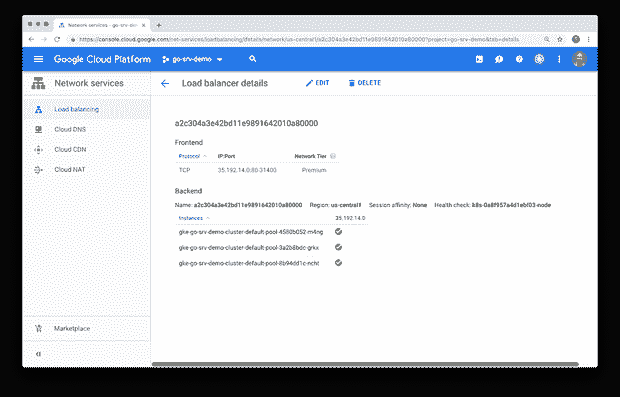 Network services - go-srv-dem
https://console.cloud.google.com/net-services/loadbalancing/details/network/us-central1/a2c304a3e42bd11e9891642010a80000?project=go-srv-demo&tab=details
Google Cloud Platform go-srv-demo
Network services
Load balancer details EDIT DELETE
Load balancing
Cloud DNS
Cloud CDN
Cloud NAT
a2c304a3e42bd11e9891642010a80000
Frontend
Protocol IP:Port Network Tier
TCP 35.192.14.0:80-31400 Premium
Backend
Name: a2c304a3e42bd11e9891642010a80000 Region: us-central1 Session affinity: None Health check: k8s-0a8f957a4d1ebf03-node
Instances 35.192.14.0
gke-go-srv-demo-cluster-default-pool-4580b052-m4ng
gke-go-srv-demo-cluster-default-pool-3a2b8bdc-grkx
gke-go-srv-demo-cluster-default-pool-8b94dd1c-ncht
Marketplace